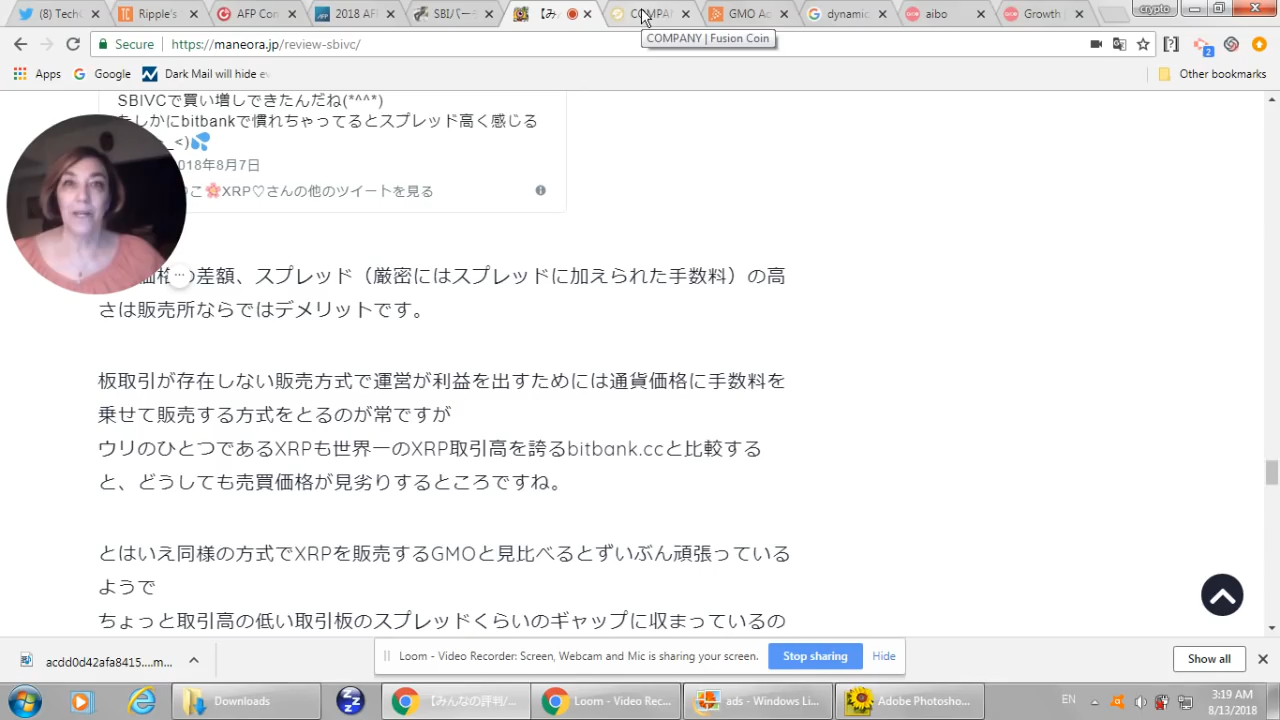 (8) Tech
Ripple's
AFP Con
2018 AF
SBIバー
【み
COMPA
GMO A
dynamic
aibo
Growth
crypto
Secure
https://maneora.jp/review-sbivc/
COMPANY | Fusion Coin
2
Apps
Google
Dark Mail will hide e
Other bookmarks
SBIVCで買い増しできたんだね(*^^*)
しかにbitbankで慣れちゃってるとスプレッド高く感じる
_<)💦
018年8月7日
こ🌸XRP♡さんの他のツイートを見る
の差額、スプレッド（厳密にはスプレッドに加えられた手数料）の高
さは販売所ならではデメリットです。
板取引が存在しない販売方式で運営が利益を出すためには通貨価格に手数料を
乗せて販売する方式をとるのが常ですが
ウリのひとつであるXRPも世界一のXRP取引高を誇るbitbank.ccと比較する
と、どうしても売買価格が見劣りするところですね。
とはいえ同様の方式でXRPを販売するGMOと見比べるとずいぶん頑張っている
ようで
ちょっと取引高の低い取引板のスプレッドくらいのギャップに収まっているの
acdd0d42afa8415....m...
Loom - Video Recorder: Screen, Webcam and Mic is sharing your screen.
Stop sharing
Hide
Show all
Downloads
【みんなの評判/...
Loom - Video Rec...
ads - Windows Li...
Adobe Photosho...
EN
3:19 AM
8/13/2018